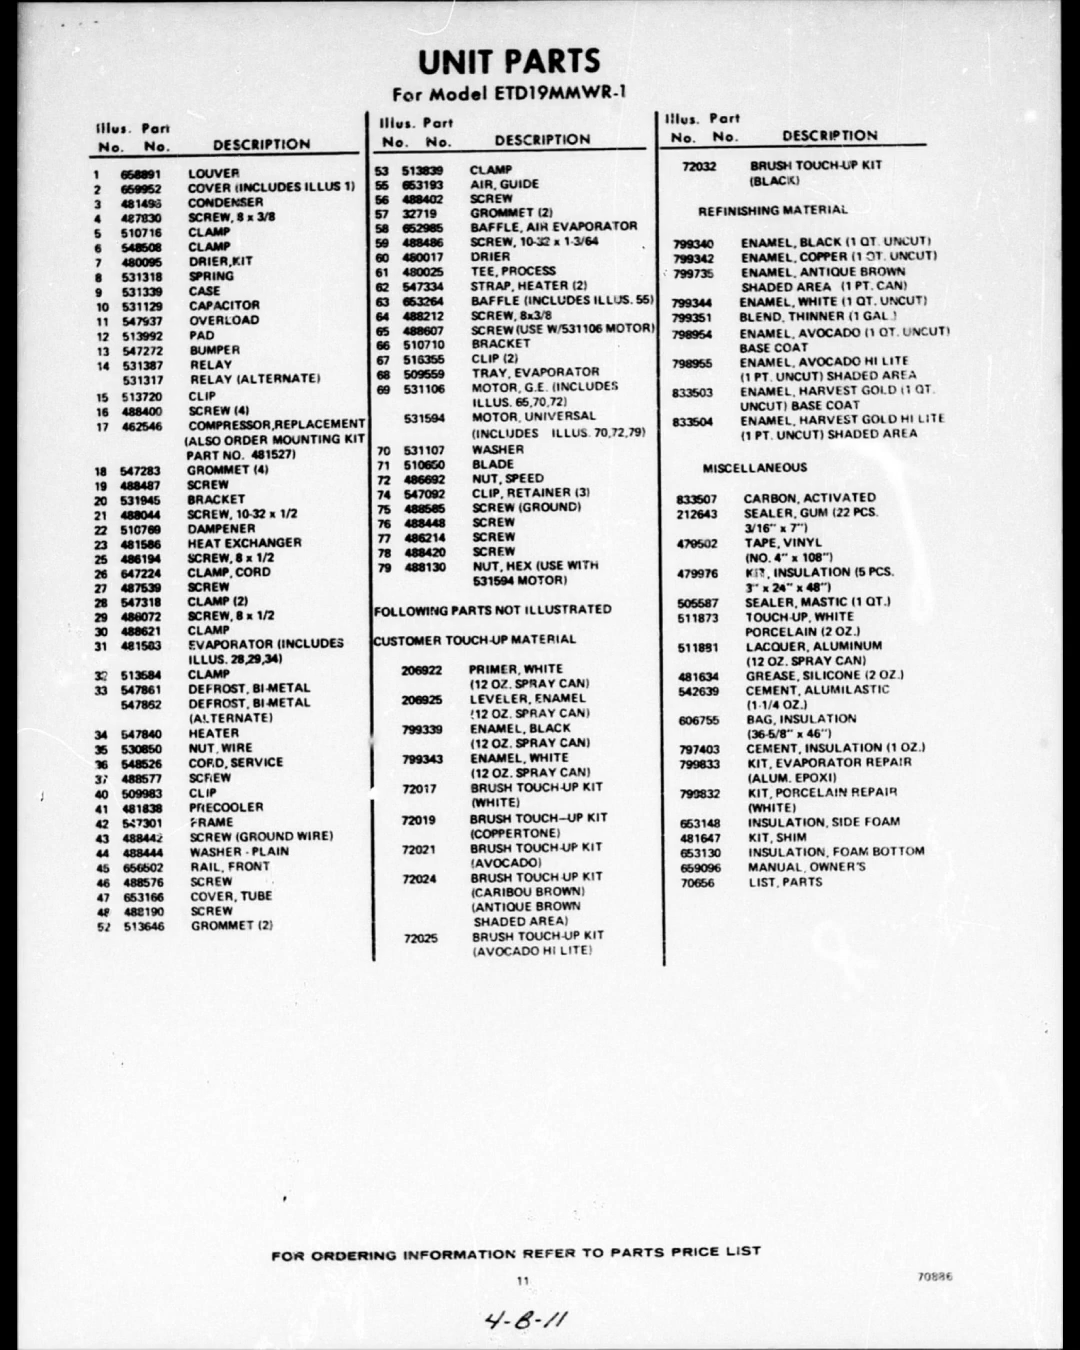 UNIT PARTS
For Model ETD19MMWR-1
Illus. Part
No. No. DESCRIPTION
1 658891 LOUVER
2 659952 COVER (INCLUDES ILLUS 1)
3 481493 CONDENSER
4 487830 SCREW, 8 x 3/8
5 510716 CLAMP
6 548508 CLAMP
7 480095 DRIER,KIT
8 531318 SPRING
9 531339 CASE
10 531129 CAPACITOR
11 547937 OVERLOAD
12 513992 PAD
13 547272 BUMPER
14 531387 RELAY
531317 RELAY (ALTERNATE)
15 513720 CLIP
16 488400 SCREW (4)
17 462546 COMPRESSOR,REPLACEMENT
(ALSO ORDER MOUNTING KIT
PART NO. 481527)
18 547283 GROMMET (4)
19 488487 SCREW
20 531945 BRACKET
21 488044 SCREW, 10-32 x 1/2
22 510769 DAMPENER
23 481586 HEAT EXCHANGER
25 486194 SCREW, 8 x 1/2
26 647224 CLAMP, CORD
27 487539 SCREW
28 547318 CLAMP (2)
29 486072 SCREW, 8 x 1/2
30 488621 CLAMP
31 481503 EVAPORATOR (INCLUDES
ILLUS. 28,29,34)
32 513584 CLAMP
33 547861 DEFROST, BI-METAL
547862 DEFROST, BI-METAL
(ALTERNATE)
34 547840 HEATER
35 530850 NUT, WIRE
36 548526 CORD, SERVICE
37 488577 SCREW
40 509983 CLIP
41 481838 PRECOOLER
42 547301 FRAME
43 488442 SCREW (GROUND WIRE)
44 488444 WASHER - PLAIN
45 656502 RAIL, FRONT
46 488576 SCREW
47 653166 COVER, TUBE
48 488190 SCREW
52 513646 GROMMET (2)
Illus. Part
No. No. DESCRIPTION
53 513839 CLAMP
55 653193 AIR, GUIDE
56 488402 SCREW
57 32719 GROMMET (2)
58 652985 BAFFLE, AIR EVAPORATOR
59 488486 SCREW, 10-32 x 1-3/64
60 480017 DRIER
61 480025 TEE, PROCESS
62 547334 STRAP, HEATER (2)
63 653264 BAFFLE (INCLUDES ILLUS. 55)
64 488212 SCREW, 8x3/8
65 488607 SCREW (USE W/531106 MOTOR)
66 510710 BRACKET
67 516355 CLIP (2)
68 509559 TRAY, EVAPORATOR
69 531106 MOTOR, G.E. (INCLUDES
ILLUS. 65,70,72)
531594 MOTOR, UNIVERSAL
(INCLUDES ILLUS. 70,72,79)
70 531107 WASHER
71 510650 BLADE
72 486692 NUT, SPEED
74 547092 CLIP, RETAINER (3)
75 488585 SCREW (GROUND)
76 488448 SCREW
77 486214 SCREW
78 488420 SCREW
79 488130 NUT, HEX (USE WITH
531594 MOTOR)
FOLLOWING PARTS NOT ILLUSTRATED
CUSTOMER TOUCH-UP MATERIAL
206922 PRIMER, WHITE
(12 OZ. SPRAY CAN)
206925 LEVELER, ENAMEL
(12 OZ. SPRAY CAN)
799339 ENAMEL, BLACK
(12 OZ. SPRAY CAN)
799343 ENAMEL, WHITE
(12 OZ. SPRAY CAN)
72017 BRUSH TOUCH-UP KIT
(WHITE)
72019 BRUSH TOUCH-UP KIT
(COPPERTONE)
72021 BRUSH TOUCH-UP KIT
(AVOCADO)
72024 BRUSH TOUCH-UP KIT
(CARIBOU BROWN)
(ANTIQUE BROWN
SHADED AREA)
72025 BRUSH TOUCH-UP KIT
(AVOCADO HI LITE)
Illus. Part
No. No. DESCRIPTION
72032 BRUSH TOUCH-UP KIT
(BLACK)
REFINISHING MATERIAL
799340 ENAMEL, BLACK (1 QT. UNCUT)
799342 ENAMEL, COPPER (1 QT. UNCUT)
799735 ENAMEL, ANTIQUE BROWN
SHADED AREA (1 PT. CAN)
799344 ENAMEL, WHITE (1 QT. UNCUT)
799351 BLEND, THINNER (1 GAL.)
798954 ENAMEL, AVOCADO (1 QT. UNCUT)
BASE COAT
798955 ENAMEL, AVOCADO HI LITE
(1 PT. UNCUT) SHADED AREA
833503 ENAMEL, HARVEST GOLD (1 QT.
UNCUT) BASE COAT
833504 ENAMEL, HARVEST GOLD HI LITE
(1 PT. UNCUT) SHADED AREA
MISCELLANEOUS
833507 CARBON, ACTIVATED
212643 SEALER, GUM (22 PCS.
3/16" x 7")
479502 TAPE, VINYL
(NO. 4" x 108")
479976 KIT, INSULATION (5 PCS.
3" x 24" x 48")
505587 SEALER, MASTIC (1 QT.)
511873 TOUCH-UP, WHITE
PORCELAIN (2 OZ.)
511891 LACQUER, ALUMINUM
(12 OZ. SPRAY CAN)
481634 GREASE, SILICONE (2 OZ.)
542639 CEMENT, ALUMILASTIC
(1-1/4 OZ.)
606755 BAG, INSULATION
(36-5/8" x 46")
797403 CEMENT, INSULATION (1 OZ.)
799833 KIT, EVAPORATOR REPAIR
(ALUM. EPOXI)
799832 KIT, PORCELAIN REPAIR
(WHITE)
653148 INSULATION, SIDE FOAM
481647 KIT, SHIM
653130 INSULATION, FOAM BOTTOM
659096 MANUAL, OWNER'S
70656 LIST, PARTS
FOR ORDERING INFORMATION REFER TO PARTS PRICE LIST
11
70886
4-B-11